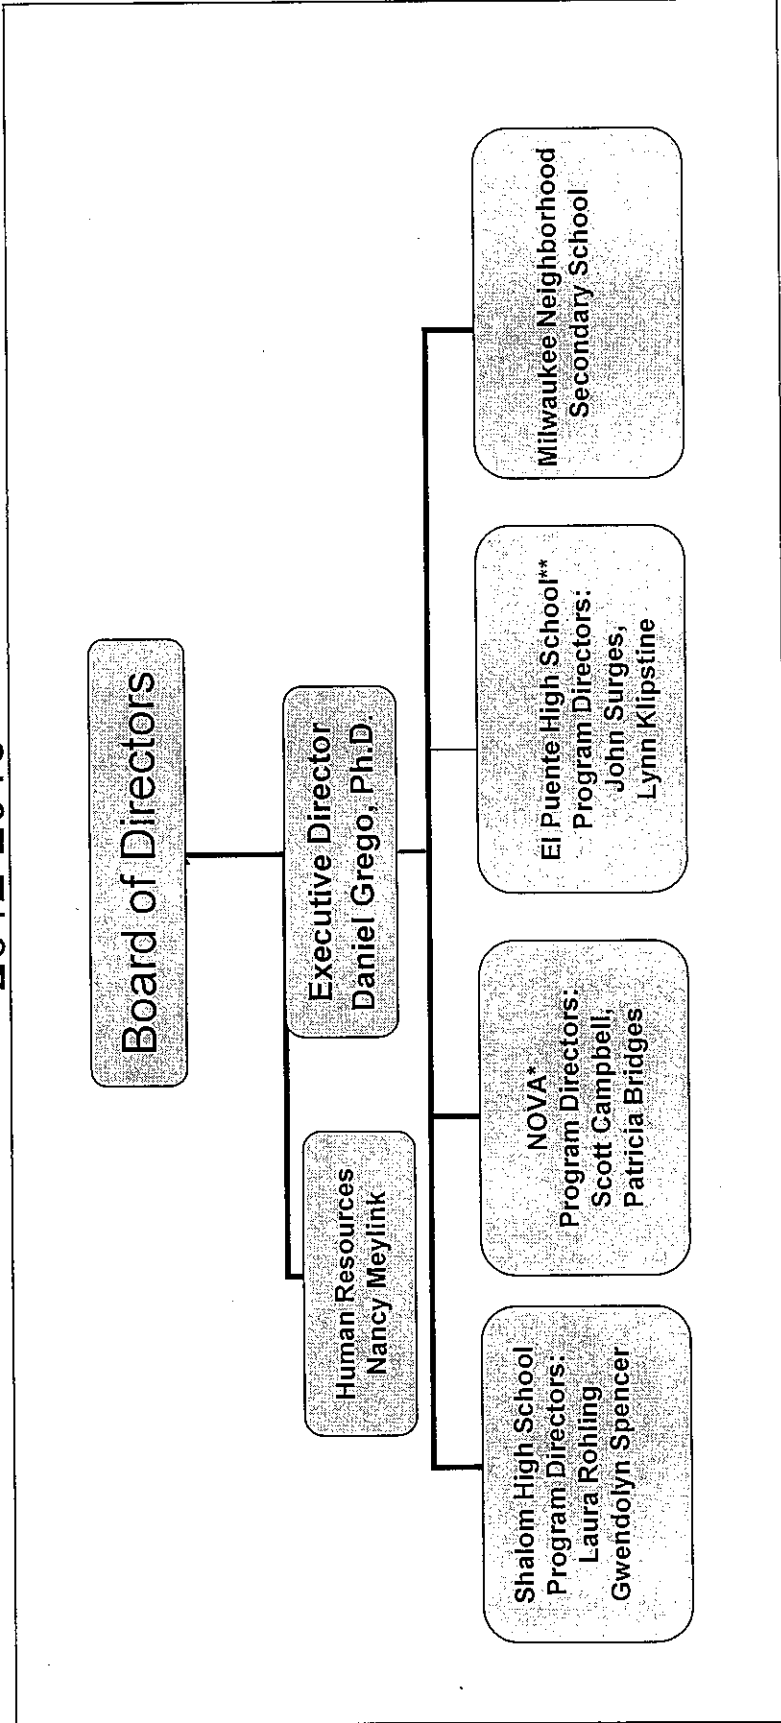 Board of Directors
Executive Director
Daniel Grego, Ph.D.
Human Resources
Nancy Meylink
Shalom High School
Program Directors:
Laura Rohling
Gwendolyn Spencer
NOVA*
Program Directors:
Scott Campbell,
Patricia Bridges
El Puente High School**
Program Directors:
John Surges,
Lynn Klipstine
Milwaukee Neighborhood
Secondary School